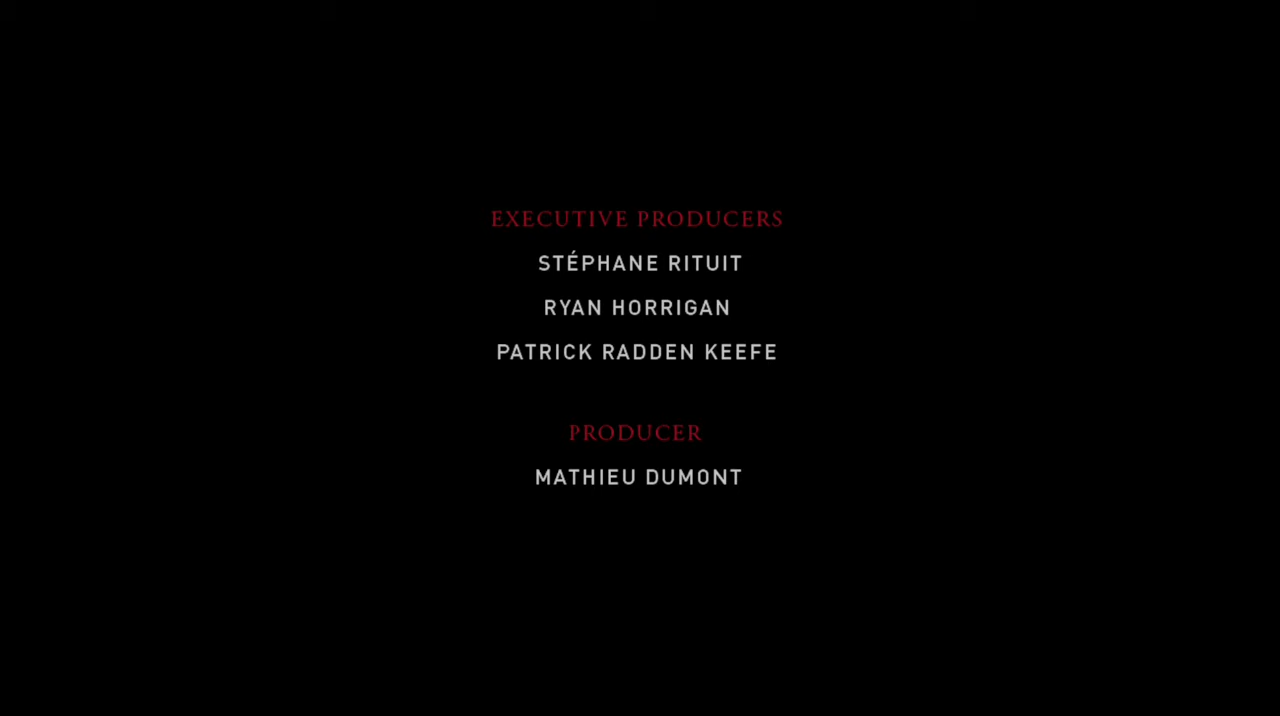 EXECUTIVE PRODUCERS
STÉPHANE RITUIT
RYAN HORRIGAN
PATRICK RADDEN KEEFE
PRODUCER
MATHIEU DUMONT